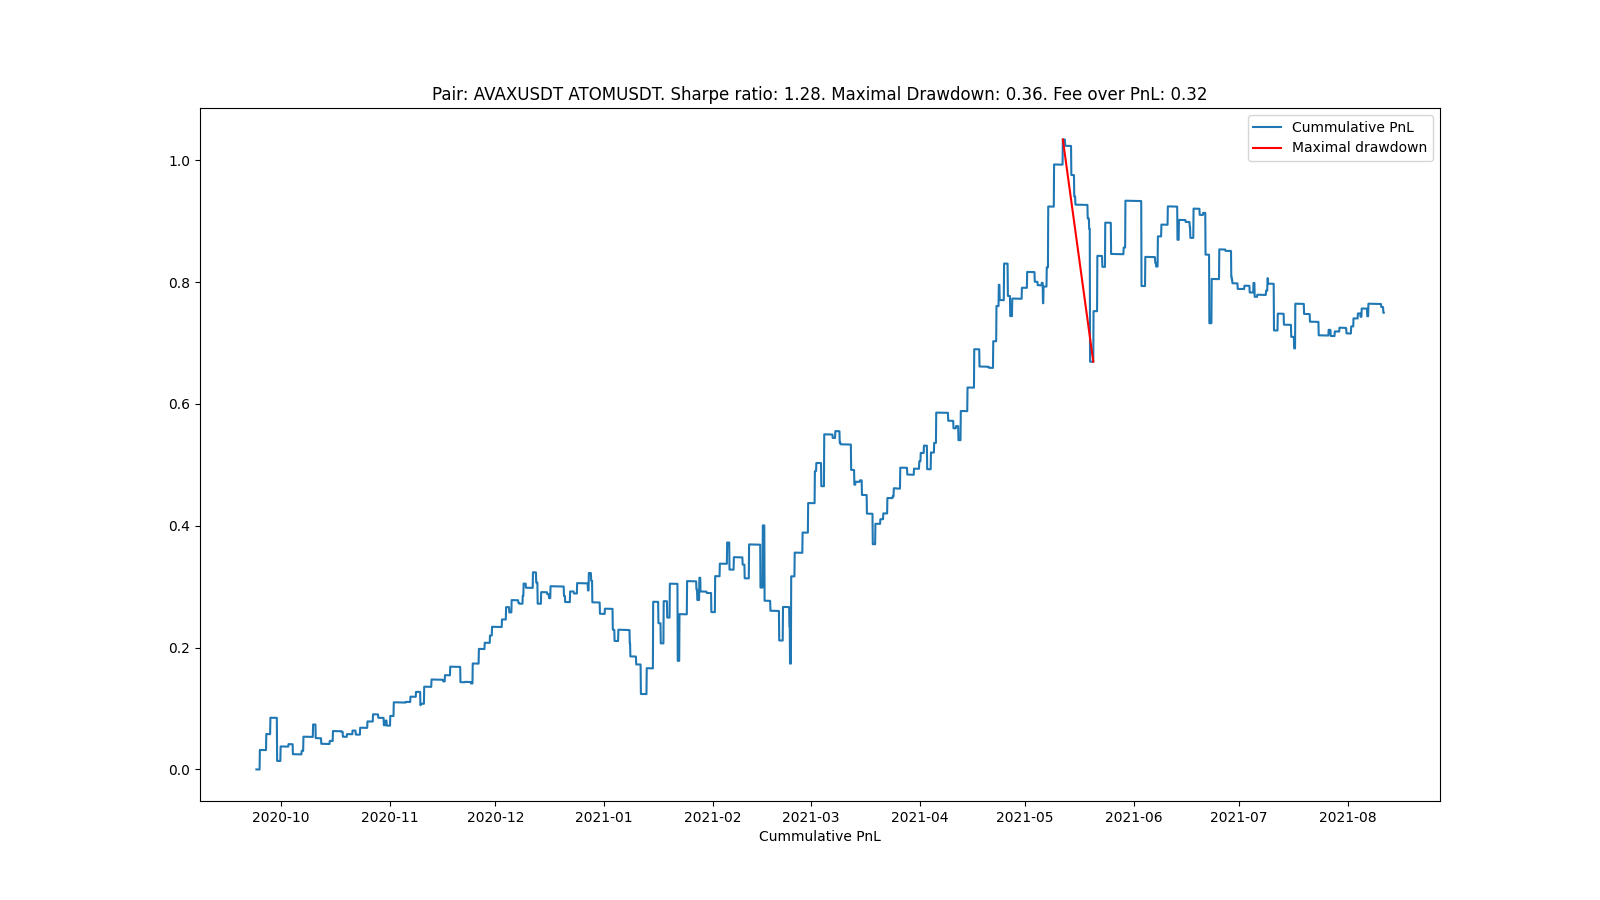 Pair: AVAXUSDT ATOMUSDT. Sharpe ratio: 1.28. Maximal Drawdown: 0.36. Fee over PnL: 0.32
Cummulative PnL
Maximal drawdown
1.0
0.8
0.6
0.4
0.2
0.0
2020-10 2020-11 2020-12 2021-01 2021-02 2021-03 2021-04 2021-05 2021-06 2021-07 2021-08
Cummulative PnL